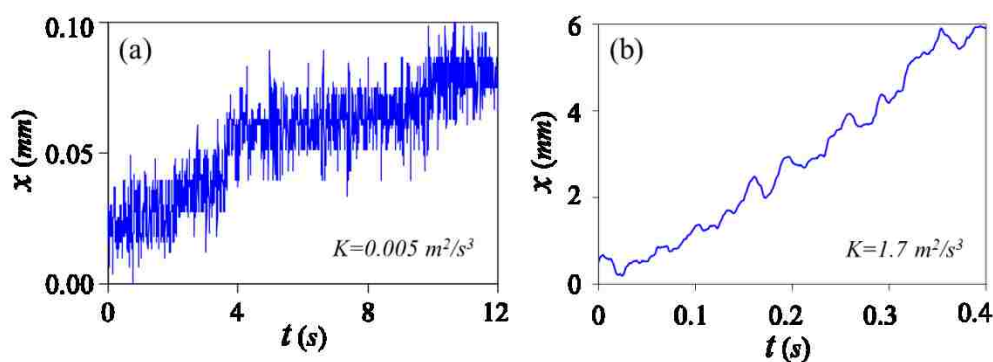 (a)
x (mm)
0.10
0.05
0.00
0
4
8
12
t (s)
K=0.005 m²/s³
(b)
x (mm)
6
4
2
0
0
0.1
0.2
0.3
0.4
t (s)
K=1.7 m²/s³